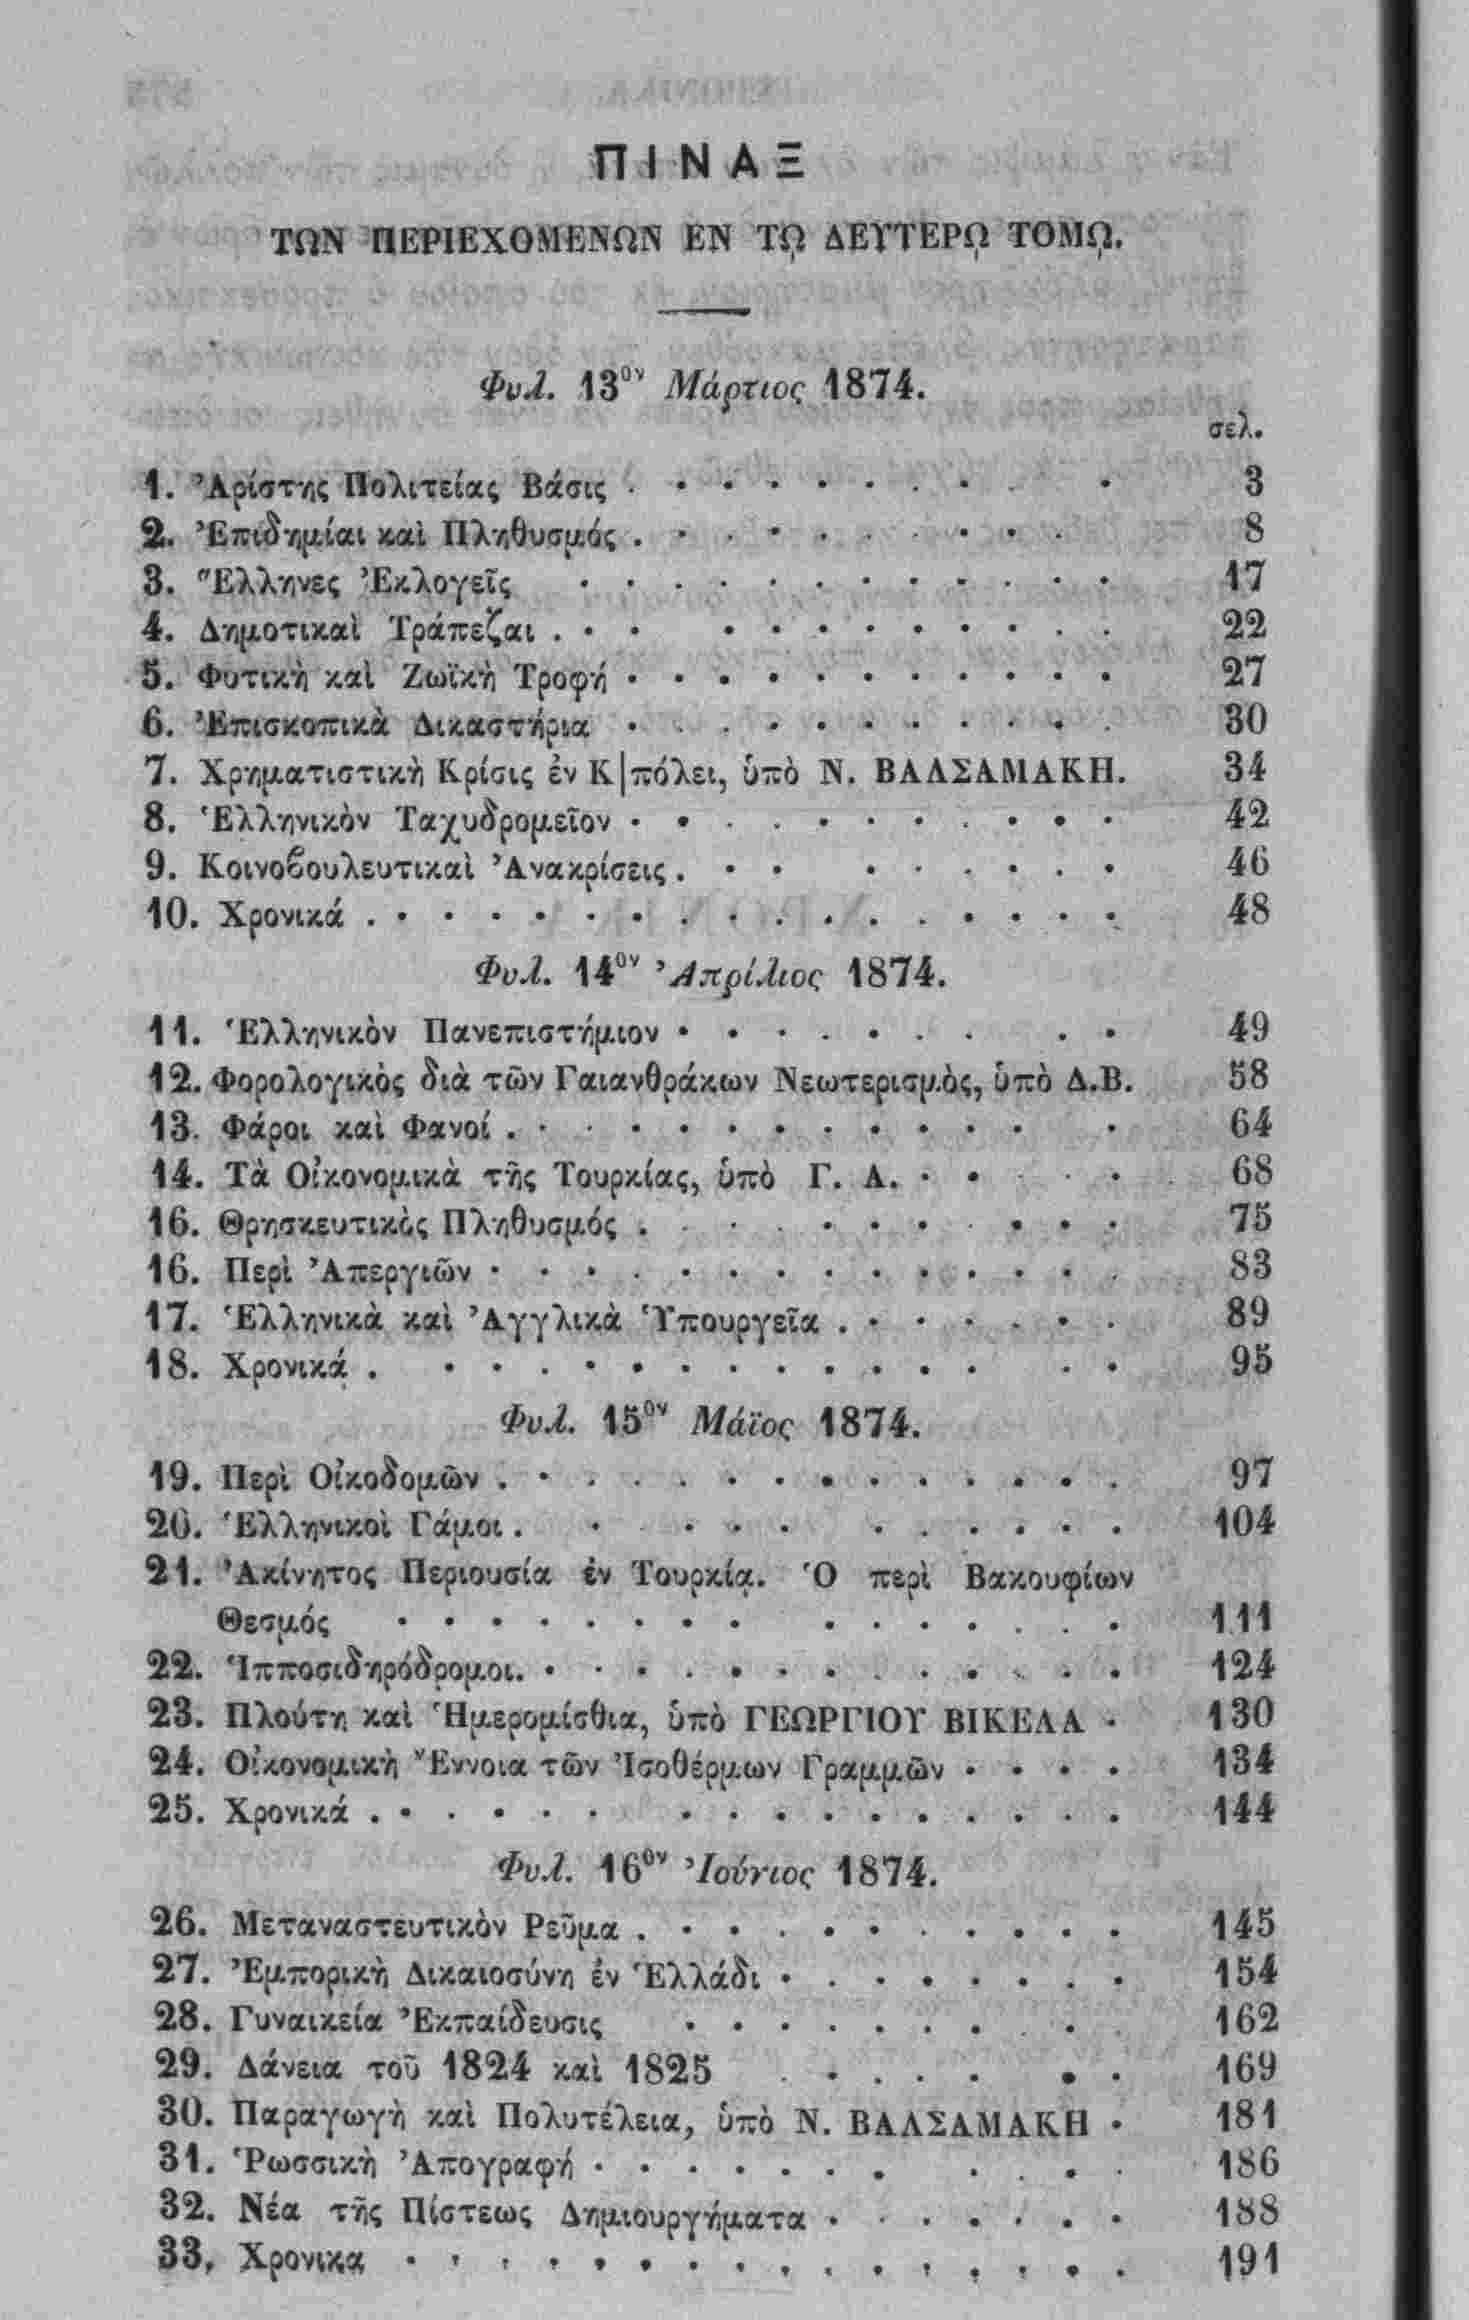 ΠΙΝΑΞ
ΤΩΝ ΠΕΡΙΕΧΟΜΕΝΩΝ ΕΝ Τῼ ΔΕΥΤΕΡῼ ΤΟΜῼ.
Φυλ. 13ον Μάρτιος 1874.
σελ.
1. Ἀρίστης Πολιτείας Βάσις . . . . . . . . . . 3
2. Ἐπιδημίαι καὶ Πληθυσμός . . . . . . . . . . 8
3. Ἕλληνες Ἐκλογεῖς . . . . . . . . . . . . 17
4. Δημοτικαὶ Τράπεζαι . . . . . . . . . . . . 22
5. Φυτικὴ καὶ Ζωϊκὴ Τροφή . . . . . . . . . . . 27
6. Ἐπισκοπικὰ Δικαστήρια . . . . . . . . . . . 30
7. Χρηματιστικὴ Κρίσις ἐν Κ|πόλει, ὑπὸ Ν. ΒΑΛΣΑΜΑΚΗ. 34
8. Ἑλληνικὸν Ταχυδρομεῖον . . . . . . . . . . . 42
9. Κοινοβουλευτικαὶ Ἀνακρίσεις . . . . . . . . . 46
10. Χρονικά . . . . . . . . . . . . . . . . . 48
Φυλ. 14ον Ἀπρίλιος 1874.
11. Ἑλληνικὸν Πανεπιστήμιον . . . . . . . . . 49
12. Φορολογικὸς διὰ τῶν Γαιανθράκων Νεωτερισμὸς, ὑπὸ Δ.Β. 58
13. Φάροι καὶ Φανοί . . . . . . . . . . . . . 64
14. Τὰ Οἰκονομικὰ τῆς Τουρκίας, ὑπὸ Γ. Α. . . . . . 68
16. Θρησκευτικὸς Πληθυσμός . . . . . . . . . . . 75
16. Περὶ Ἀπεργιῶν . . . . . . . . . . . . . . 83
17. Ἑλληνικὰ καὶ Ἀγγλικὰ Ὑπουργεῖα . . . . . . . 89
18. Χρονικά . . . . . . . . . . . . . . . 95
Φυλ. 15ον Μάϊος 1874.
19. Περὶ Οἰκοδομῶν . . . . . . . . . . . . . . 97
20. Ἑλληνικοὶ Γάμοι . . . . . . . . . . . . 104
21. Ἀκίνητος Περιουσία ἐν Τουρκίᾳ. Ὁ περὶ Βακουφίων
Θεσμός . . . . . . . . . . . . . . . 111
22. Ἱπποσιδηρόδρομοι . . . . . . . . . . . . . 124
23. Πλούτη καὶ Ἡμερομίσθια, ὑπὸ ΓΕΩΡΓΙΟΥ ΒΙΚΕΛΑ . 130
24. Οἰκονομικὴ Ἔννοια τῶν Ἰσοθέρμων Γραμμῶν . . . . 134
25. Χρονικά . . . . . . . . . . . . . . . . 144
Φυλ. 16ον Ἰούνιος 1874.
26. Μεταναστευτικὸν Ρεῦμα . . . . . . . . . . . 145
27. Ἐμπορικὴ Δικαιοσύνη ἐν Ἑλλάδι . . . . . . . . 154
28. Γυναικεία Ἐκπαίδευσις . . . . . . . . . 162
29. Δάνεια τοῦ 1824 καὶ 1825 . . . . . . . 169
30. Παραγωγὴ καὶ Πολυτέλεια, ὑπὸ Ν. ΒΑΛΣΑΜΑΚΗ . 181
31. Ῥωσσικὴ Ἀπογραφή . . . . . . . . . . . 186
32. Νέα τῆς Πίστεως Δημιουργήματα . . . . . . . 188
33. Χρονικα . . . . . . . . . . . . . . . . 191